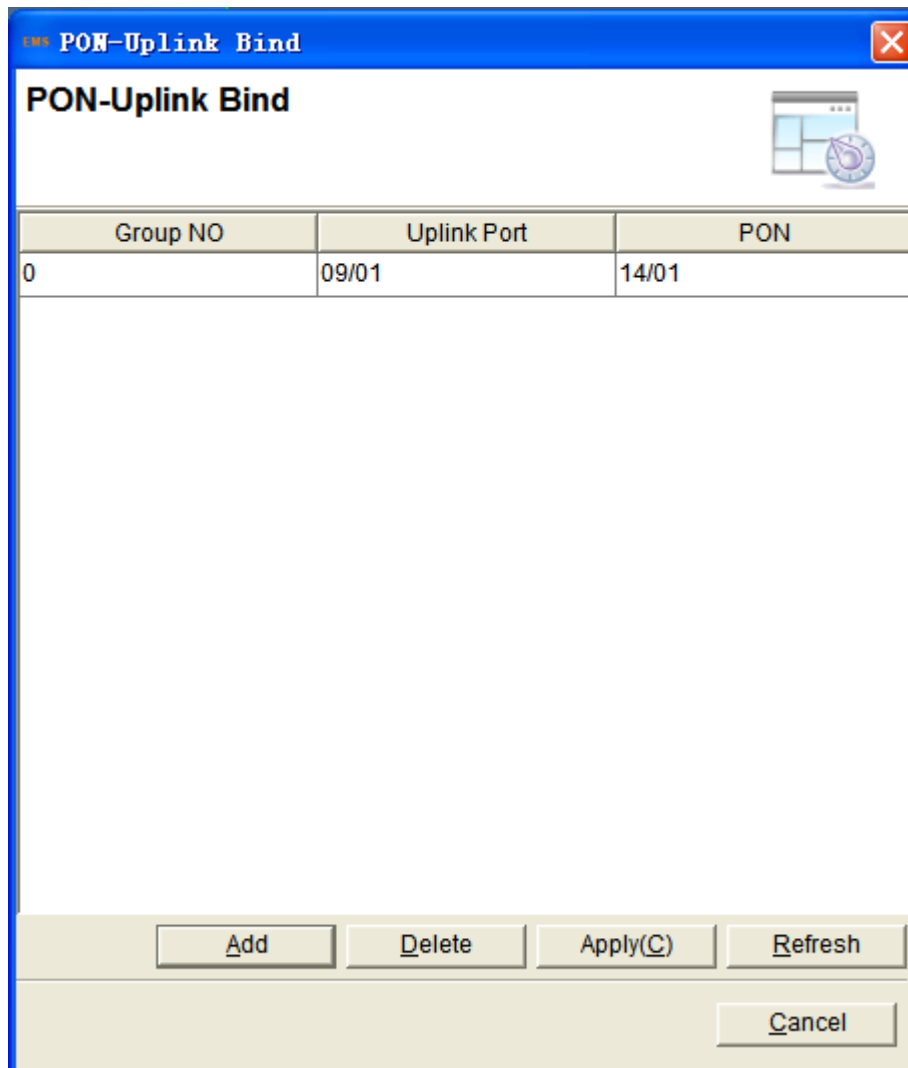 EMS PON-Uplink Bind
PON-Uplink Bind
Group NO Uplink Port PON
0 09/01 14/01
Add Delete Apply(C) Refresh
Cancel